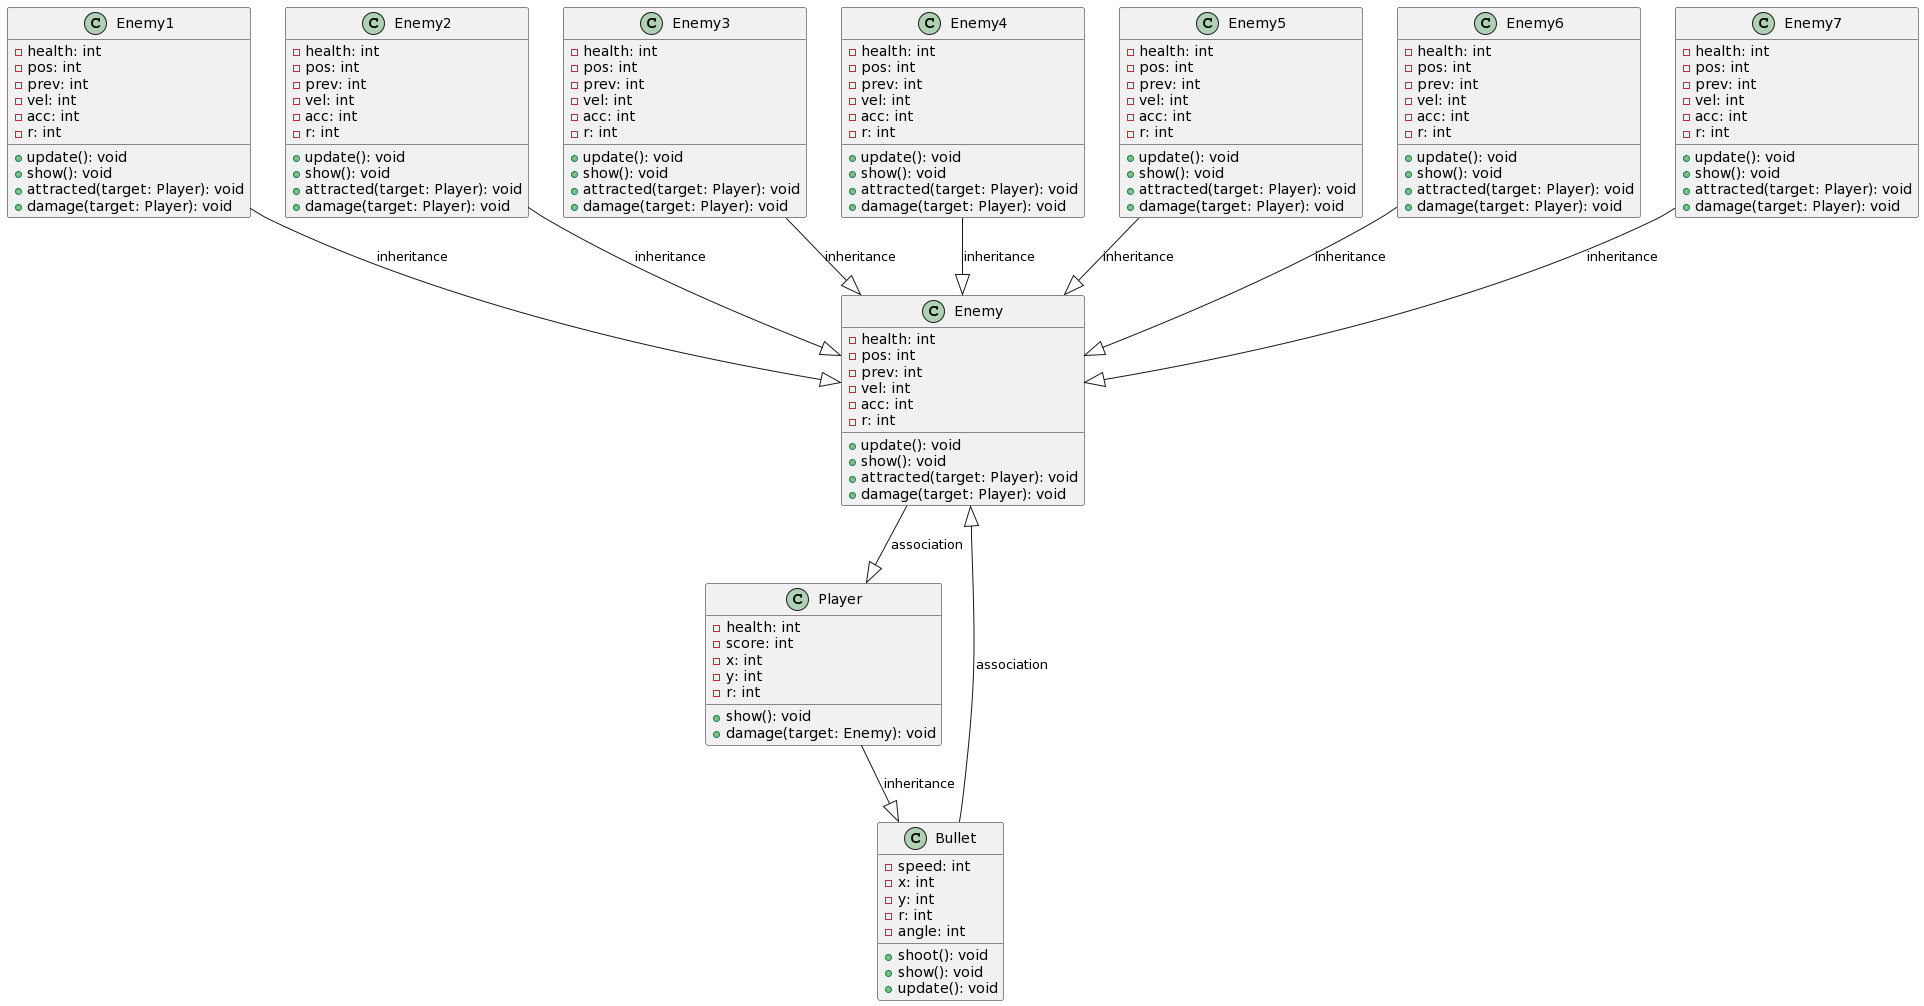 C Enemy1
health: int
pos: int
prev: int
vel: int
acc: int
r: int
update(): void
show(): void
attracted(target: Player): void
damage(target: Player): void
C Enemy2
health: int
pos: int
prev: int
vel: int
acc: int
r: int
update(): void
show(): void
attracted(target: Player): void
damage(target: Player): void
C Enemy3
health: int
pos: int
prev: int
vel: int
acc: int
r: int
update(): void
show(): void
attracted(target: Player): void
damage(target: Player): void
C Enemy4
health: int
pos: int
prev: int
vel: int
acc: int
r: int
update(): void
show(): void
attracted(target: Player): void
damage(target: Player): void
C Enemy5
health: int
pos: int
prev: int
vel: int
acc: int
r: int
update(): void
show(): void
attracted(target: Player): void
damage(target: Player): void
C Enemy6
health: int
pos: int
prev: int
vel: int
acc: int
r: int
update(): void
show(): void
attracted(target: Player): void
damage(target: Player): void
C Enemy7
health: int
pos: int
prev: int
vel: int
acc: int
r: int
update(): void
show(): void
attracted(target: Player): void
damage(target: Player): void
inheritance
inheritance
inheritance
inheritance
inheritance
inheritance
inheritance
C Enemy
health: int
pos: int
prev: int
vel: int
acc: int
r: int
update(): void
show(): void
attracted(target: Player): void
damage(target: Player): void
association
C Player
health: int
score: int
x: int
y: int
r: int
show(): void
damage(target: Enemy): void
association
inheritance
C Bullet
speed: int
x: int
y: int
r: int
angle: int
shoot(): void
show(): void
update(): void